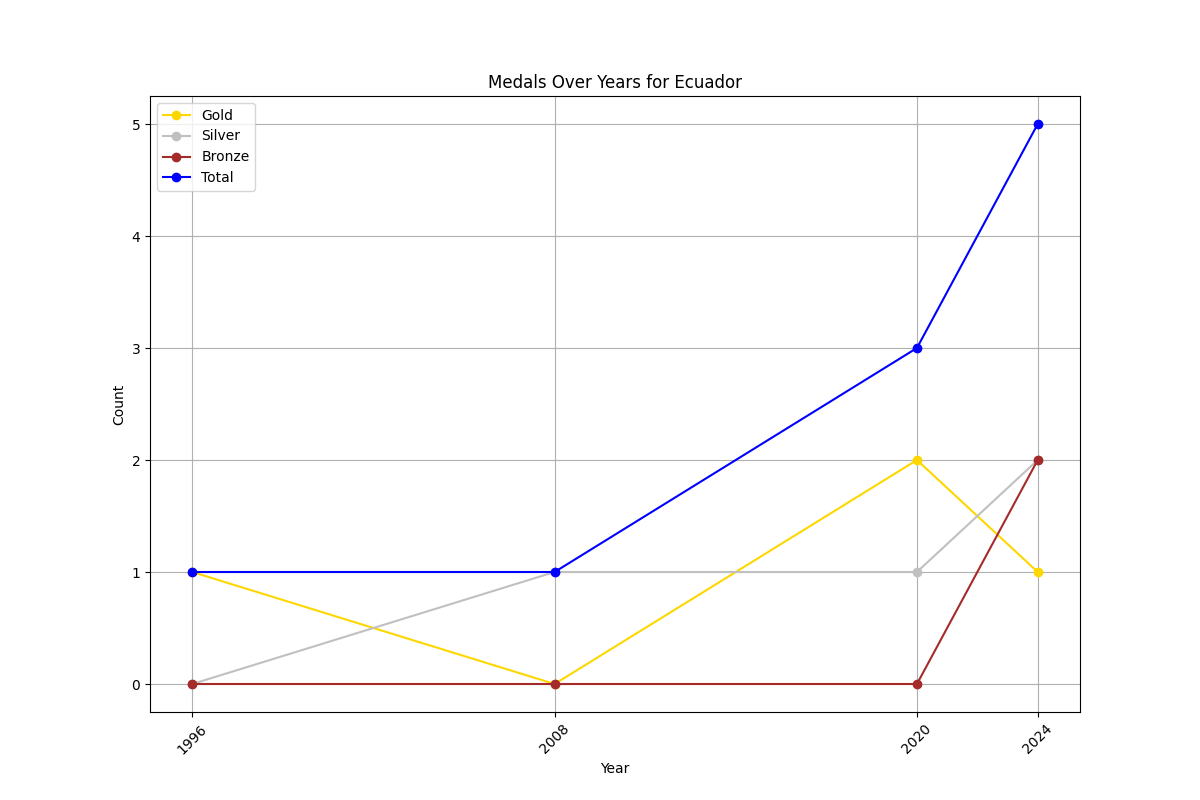 Medals Over Years for Ecuador
Gold
Silver
Bronze
Total
5
4
3
2
1
0
Count
1996
2008
2020
2024
Year